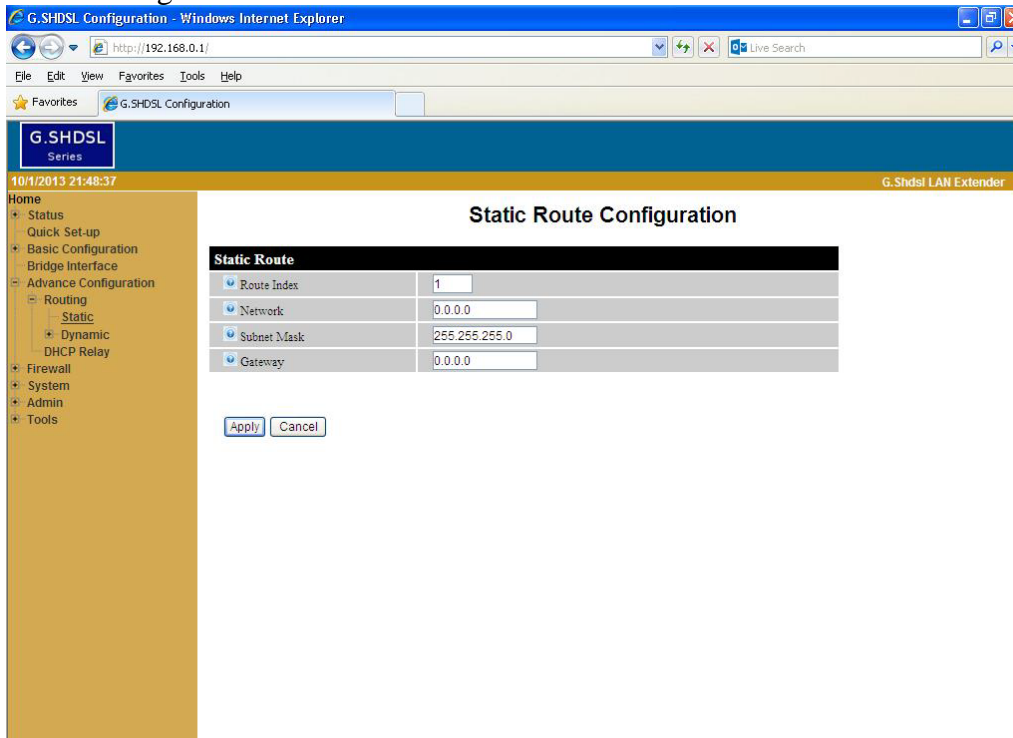 G.SHDSL Configuration - Windows Internet Explorer
http://192.168.0.1/
Live Search
File Edit View Favorites Tools Help
Favorites G.SHDSL Configuration
G.SHDSL
Series
10/1/2013 21:48:37 G.Shdsl LAN Extender
Home
Status
Quick Set-up
Basic Configuration
Bridge Interface
Advance Configuration
Routing
Static
Dynamic
DHCP Relay
Firewall
System
Admin
Tools
Static Route Configuration
Static Route
Route Index 1
Network 0.0.0.0
Subnet Mask 255.255.255.0
Gateway 0.0.0.0
Apply Cancel